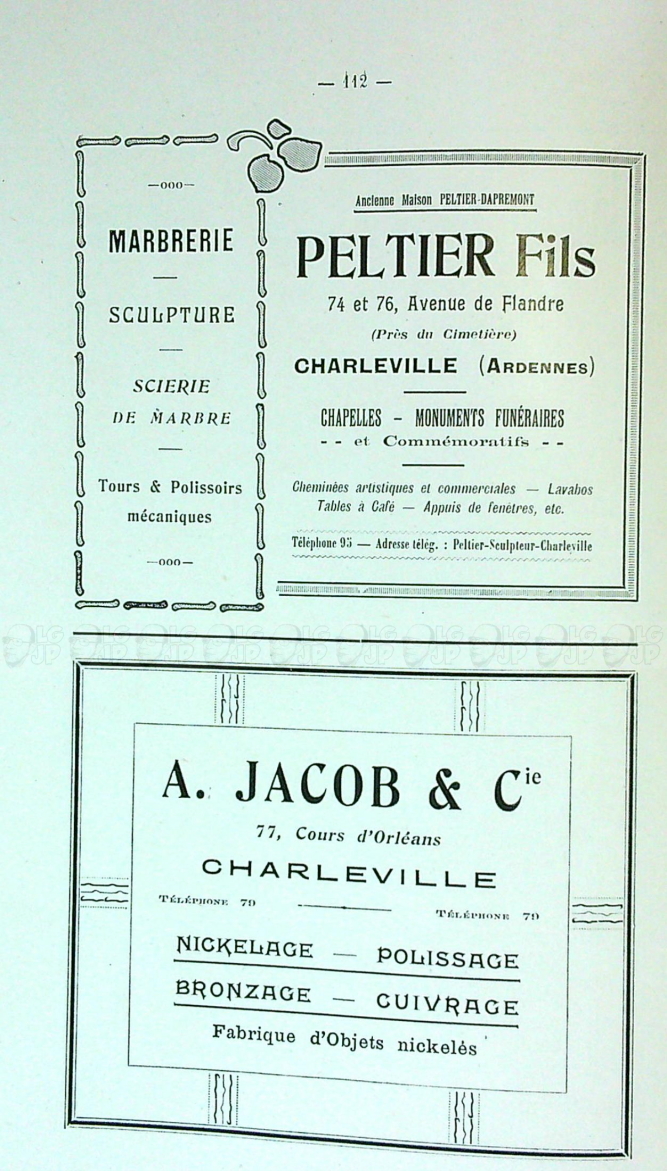 — 112 —
—ooo—
MARBRERIE
—
SCULPTURE
—
SCIERIE
DE MARBRE
—
Tours & Polissoirs
mécaniques
—ooo—
Ancienne Maison PELTIER-DAPREMONT
PELTIER Fils
74 et 76, Avenue de Flandre
(Près du Cimetière)
CHARLEVILLE (ARDENNES)
CHAPELLES – MONUMENTS FUNÉRAIRES
- - et Commémoratifs - -
Cheminées artistiques et commerciales — Lavabos
Tables à Café — Appuis de fenêtres, etc.
Téléphone 95 — Adresse télég. : Peltier-Sculpteur-Charleville
A. JACOB & Cie
77, Cours d'Orléans
CHARLEVILLE
TÉLÉPHONE 79
TÉLÉPHONE 79
NICKELAGE — POLISSAGE
BRONZAGE — CUIVRAGE
Fabrique d'Objets nickelés